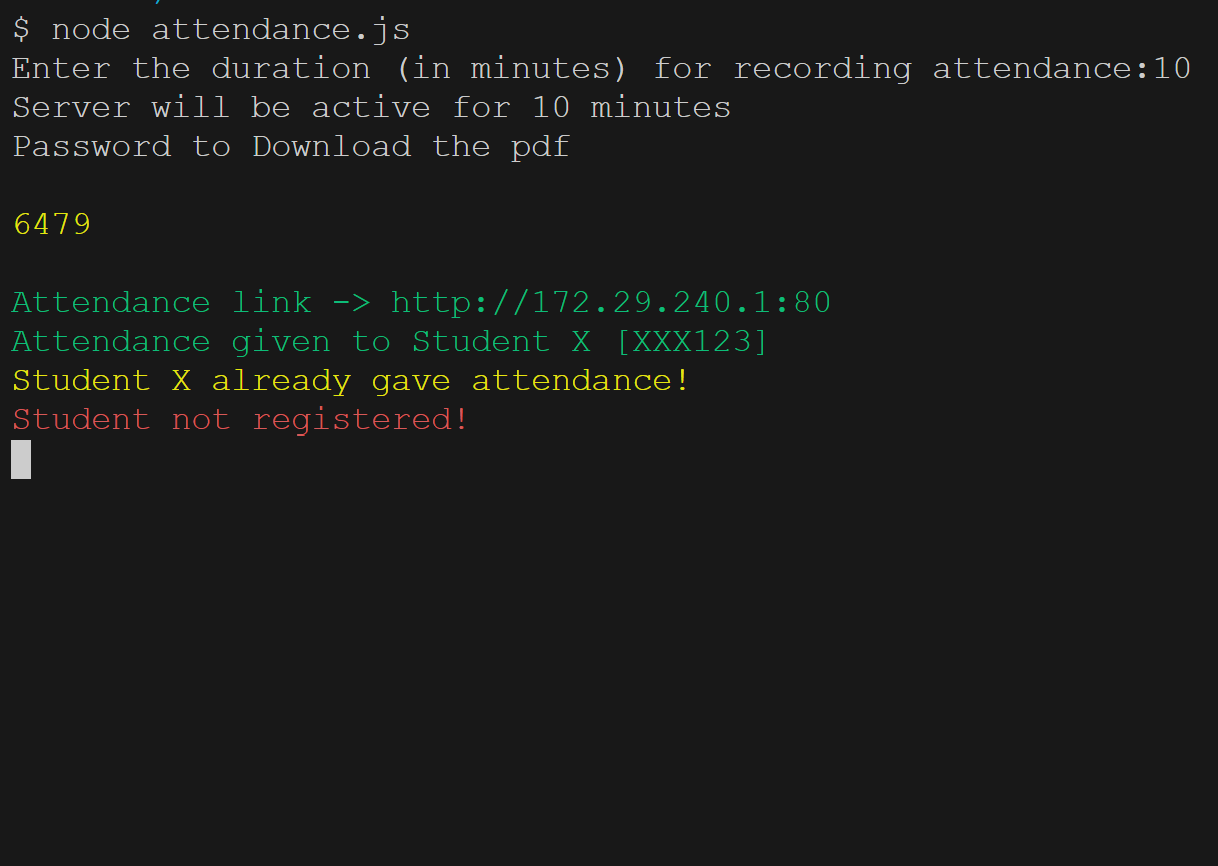 $ node attendance.js
Enter the duration (in minutes) for recording attendance:10
Server will be active for 10 minutes
Password to Download the pdf
6479
Attendance link -> http://172.29.240.1:80
Attendance given to Student X [XXX123]
Student X already gave attendance!
Student not registered!